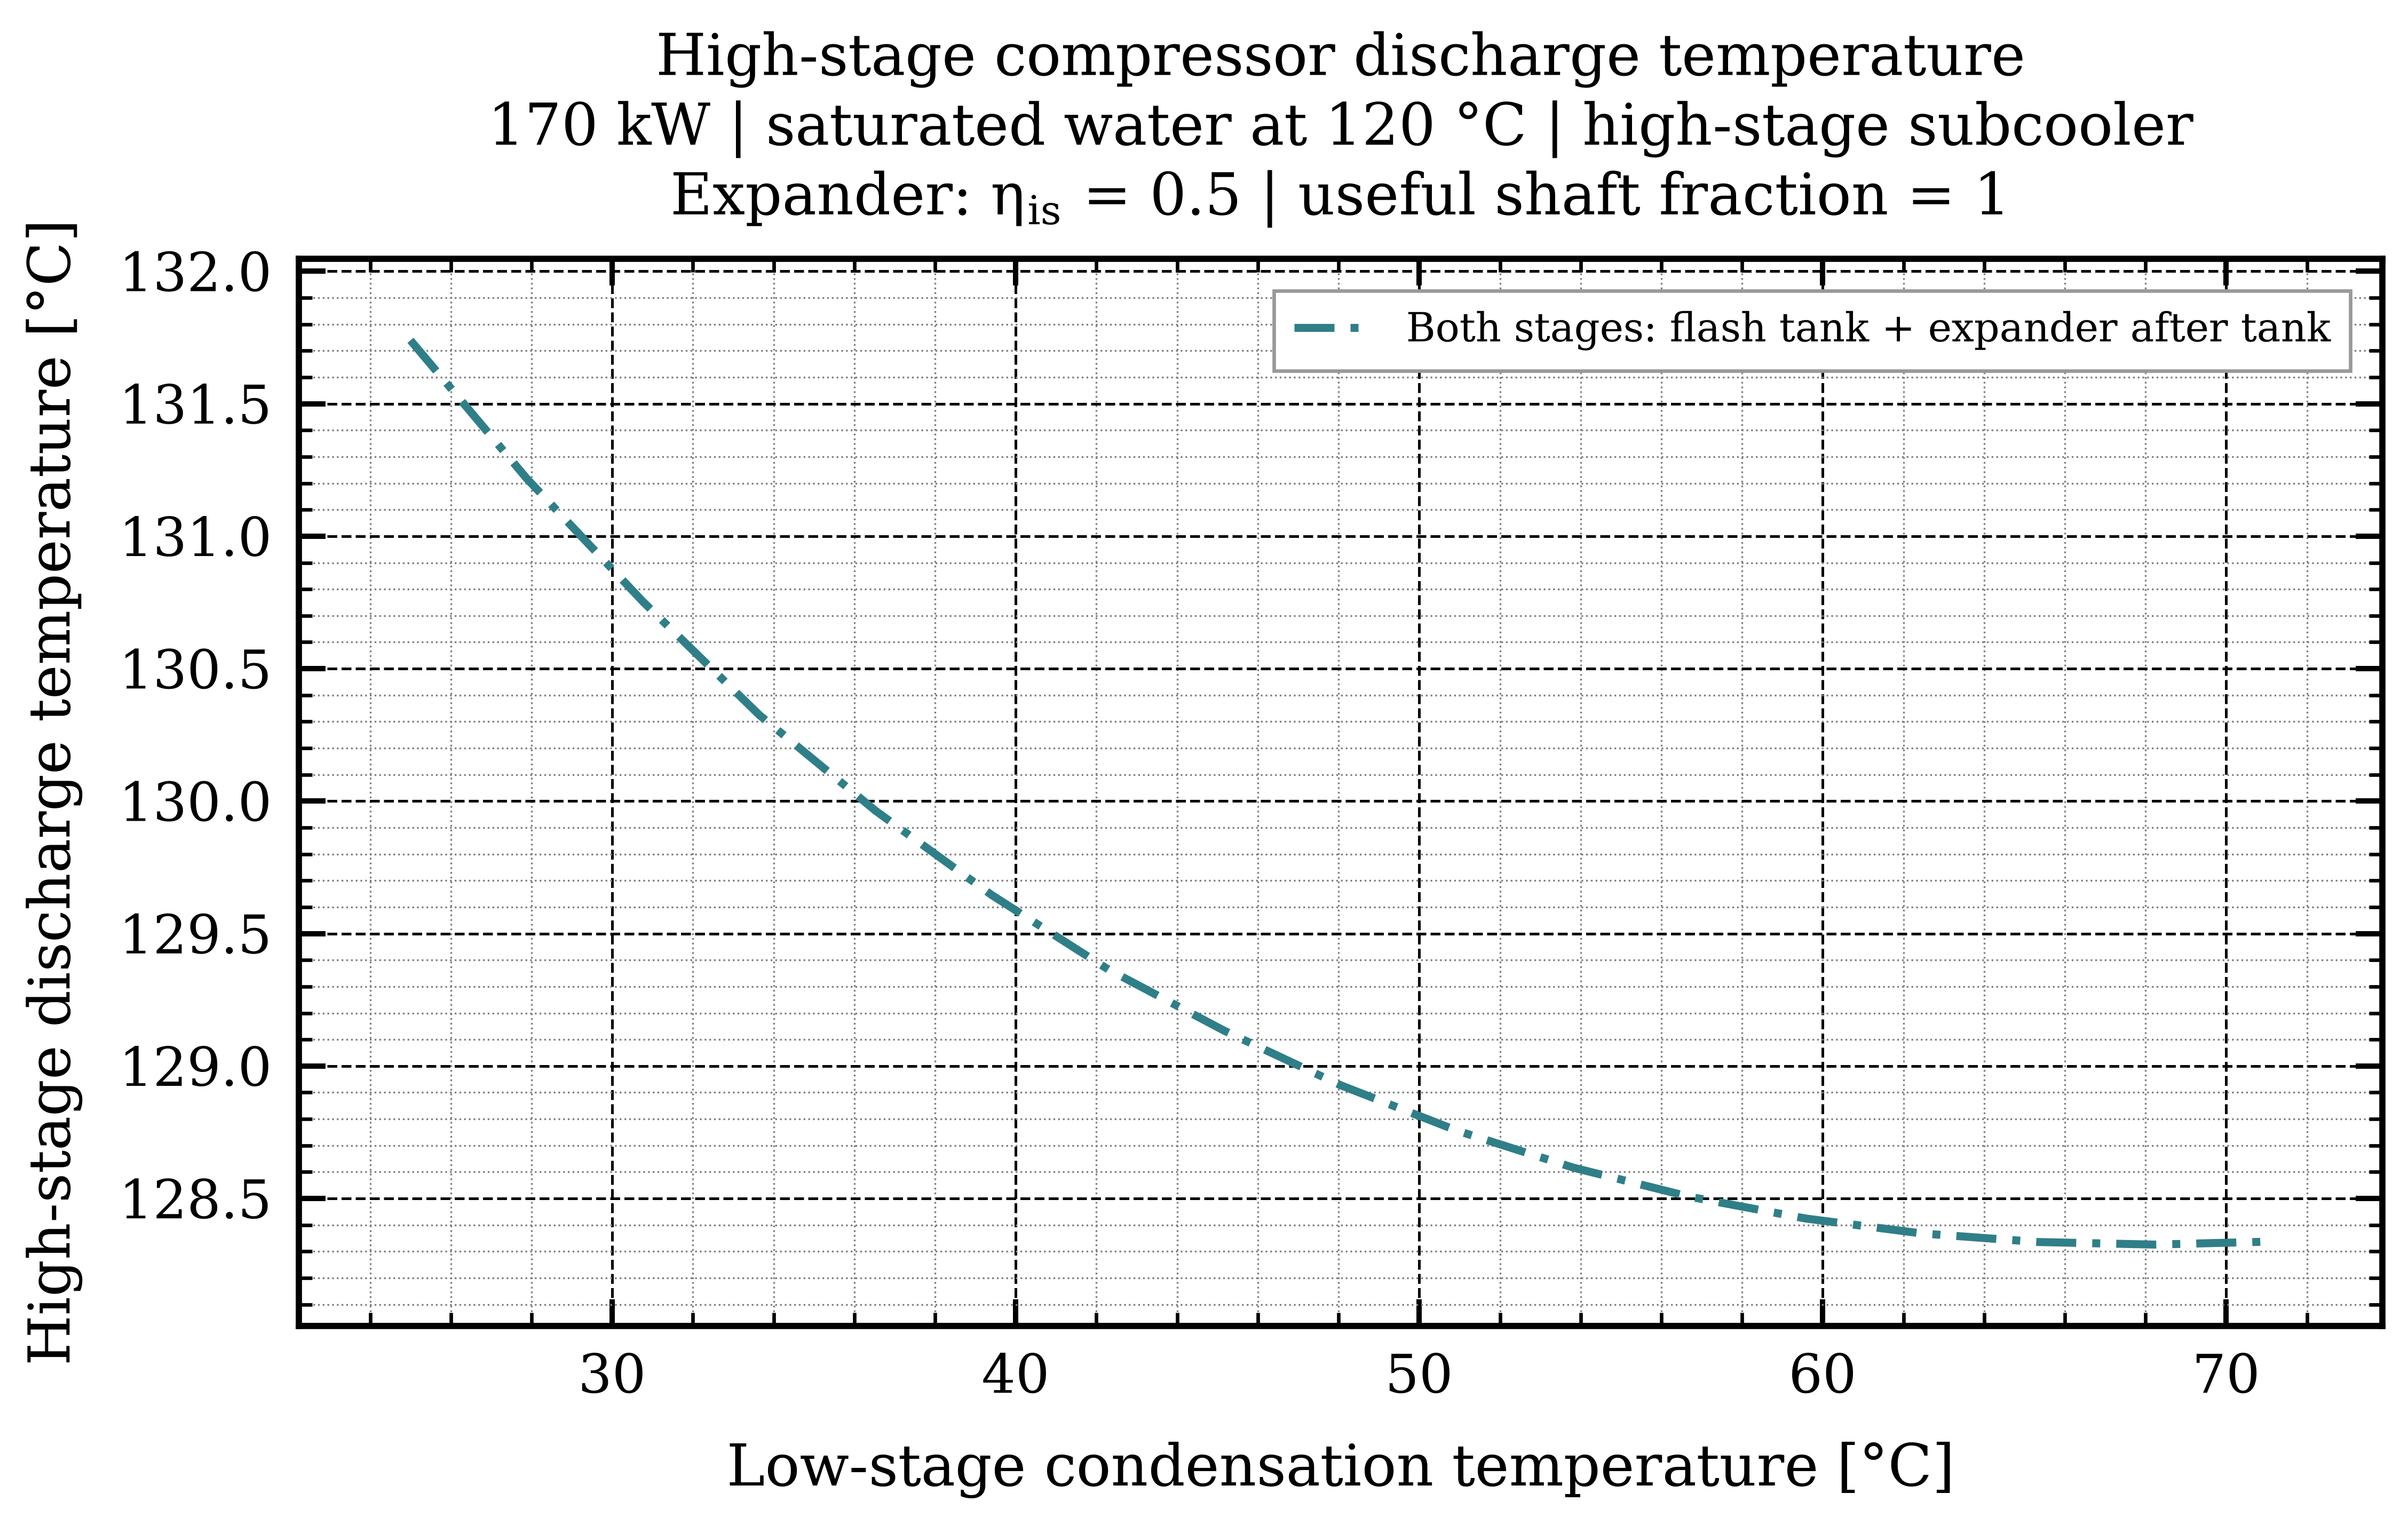 High-stage compressor discharge temperature
170 kW | saturated water at 120 °C | high-stage subcooler
Expander: ηis = 0.5 | useful shaft fraction = 1
High-stage discharge temperature [°C]
132.0
131.5
131.0
130.5
130.0
129.5
129.0
128.5
Both stages: flash tank + expander after tank
30 40 50 60 70
Low-stage condensation temperature [°C]